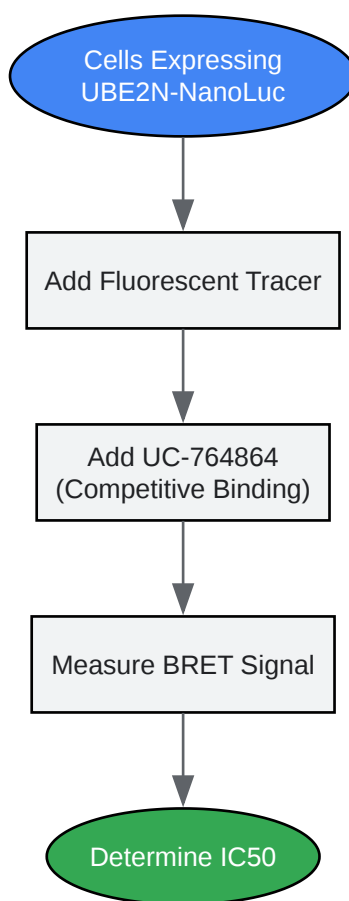 Cells Expressing
UBE2N-NanoLuc
Add Fluorescent Tracer
Add UC-764864
(Competitive Binding)
Measure BRET Signal
Determine IC50